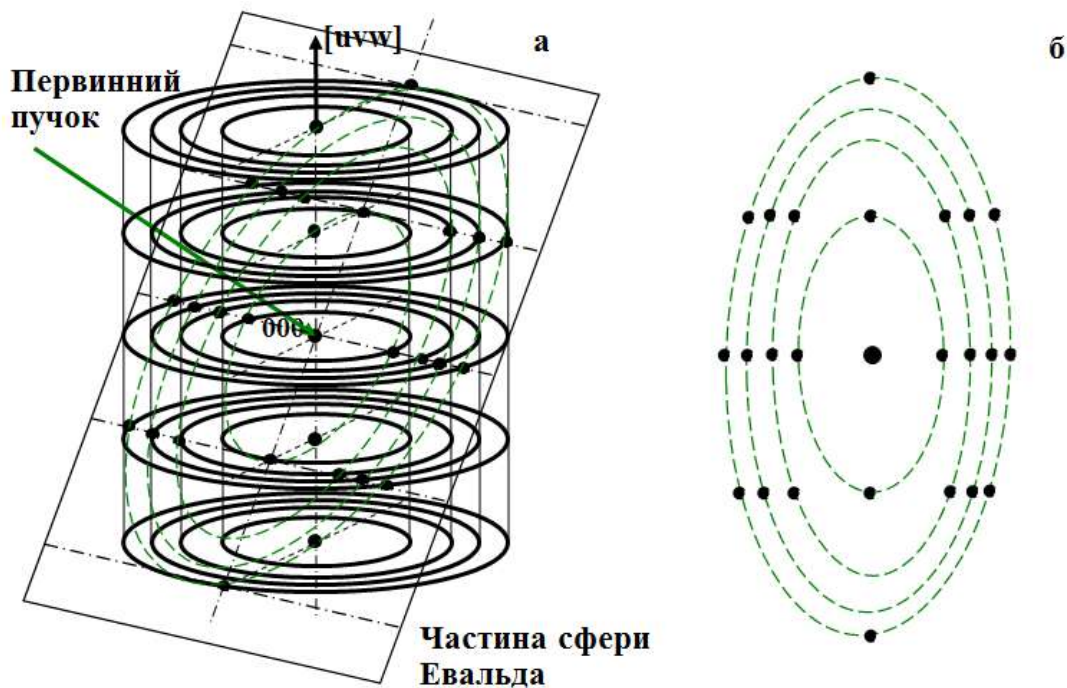 [uvw]
а
б
Первинний
пучок
000
Частина сфери
Евальда